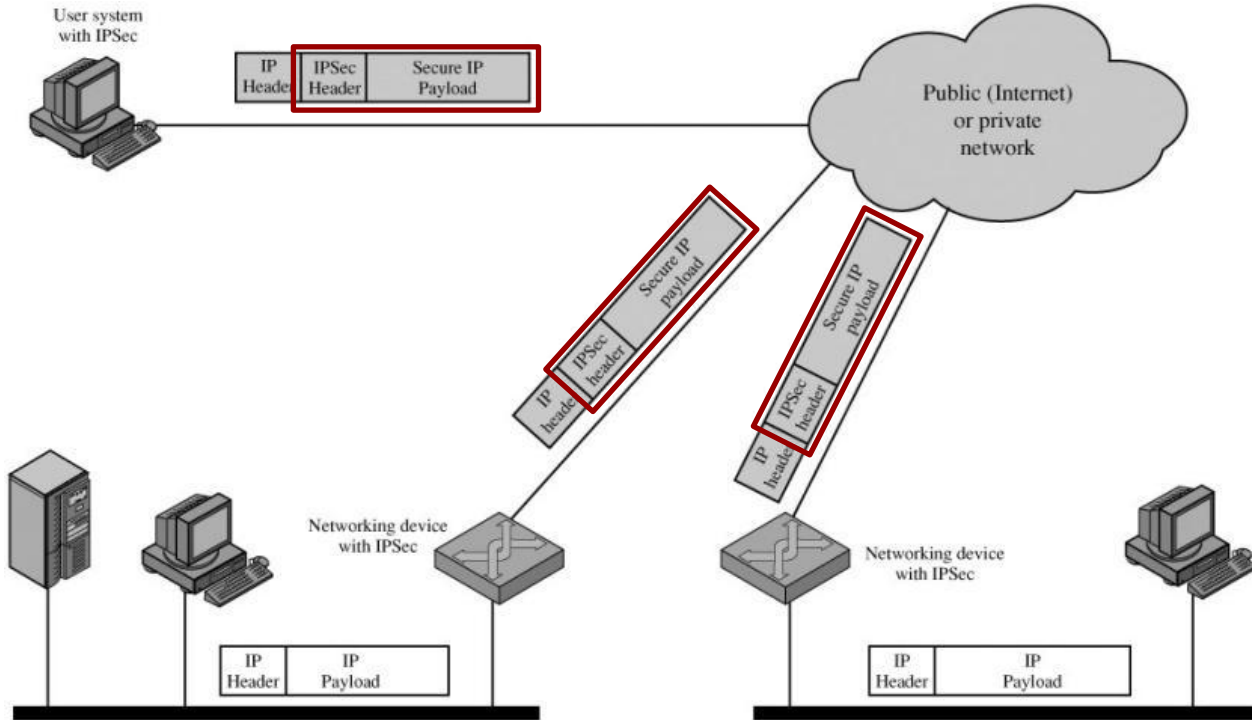 User system
with IPSec
IP
Header
IPSec
Header
Secure IP
Payload
Public (Internet)
or private
network
Secure IP
payload
IPSec
header
IP
header
Secure IP
payload
IPSec
header
IP
header
Networking device
with IPSec
Networking device
with IPSec
IP
Header
IP
Payload
IP
Header
IP
Payload